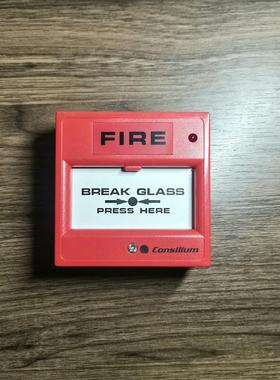 FIRE
BREAK GLASS
PRESS HERE
Consilium